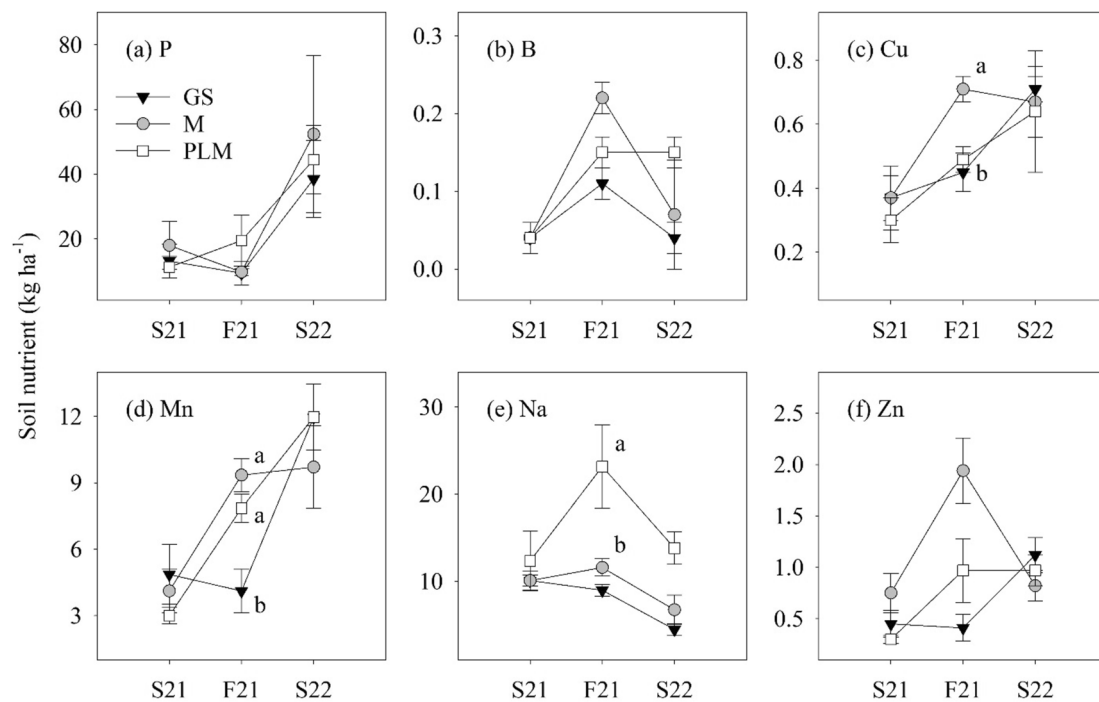 Soil nutrient (kg ha⁻¹)
(a) P
80
60
40
20
GS
M
PLM
S21 F21 S22
(b) B
0.3
0.2
0.1
0.0
S21 F21 S22
(c) Cu
0.8
0.6
0.4
0.2
a
b
S21 F21 S22
(d) Mn
12
9
6
3
a
a
b
S21 F21 S22
(e) Na
30
20
10
a
b
S21 F21 S22
(f) Zn
2.5
2.0
1.5
1.0
0.5
S21 F21 S22